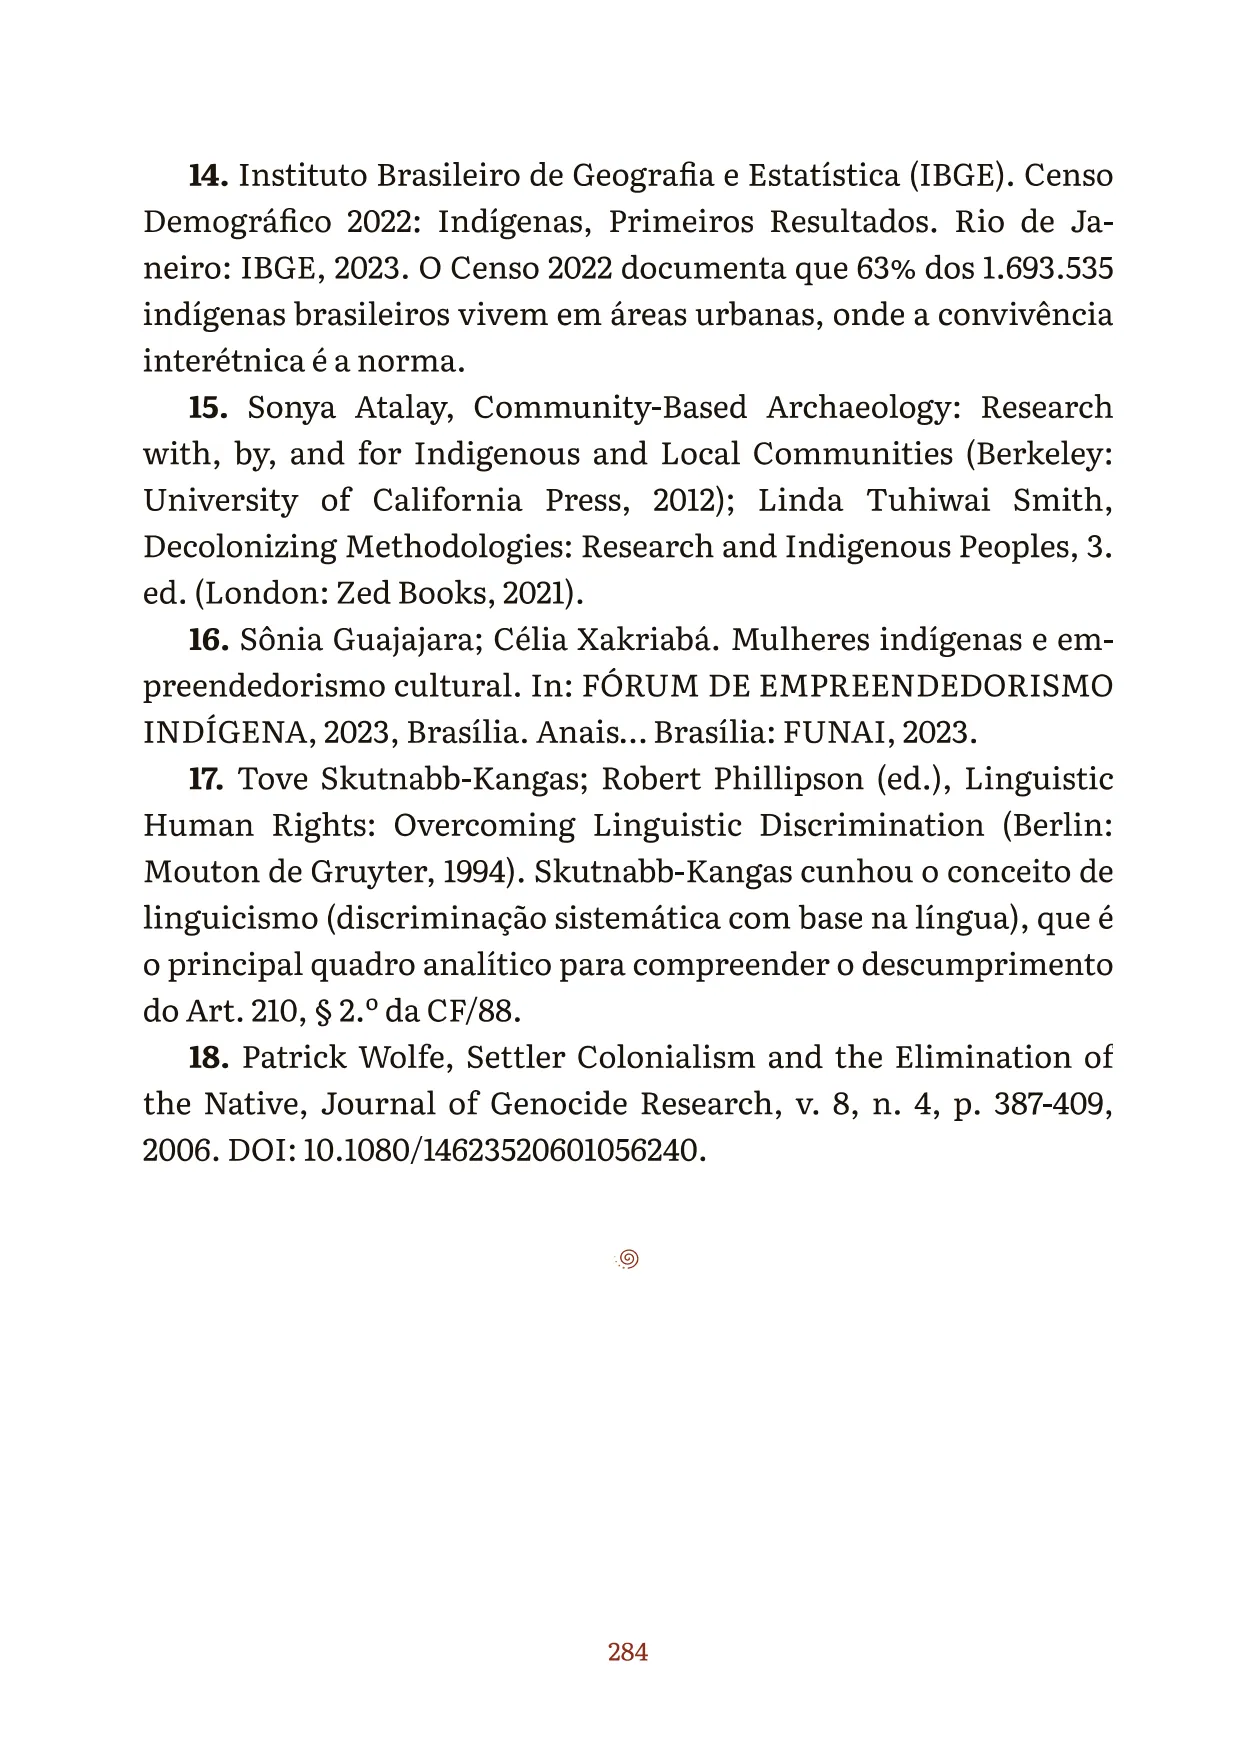 14. Instituto Brasileiro de Geografia e Estatística (IBGE). Censo
Demográfico 2022: Indígenas, Primeiros Resultados. Rio de Ja-
neiro: IBGE, 2023. O Censo 2022 documenta que 63% dos 1.693.535
indígenas brasileiros vivem em áreas urbanas, onde a convivência
interétnica é a norma.
15. Sonya Atalay, Community-Based Archaeology: Research
with, by, and for Indigenous and Local Communities (Berkeley:
University of California Press, 2012); Linda Tuhiwai Smith,
Decolonizing Methodologies: Research and Indigenous Peoples, 3.
ed. (London: Zed Books, 2021).
16. Sônia Guajajara; Célia Xakriabá. Mulheres indígenas e em-
preendedorismo cultural. In: FÓRUM DE EMPREENDEDORISMO
INDÍGENA, 2023, Brasília. Anais... Brasília: FUNAI, 2023.
17. Tove Skutnabb-Kangas; Robert Phillipson (ed.), Linguistic
Human Rights: Overcoming Linguistic Discrimination (Berlin:
Mouton de Gruyter, 1994). Skutnabb-Kangas cunhou o conceito de
linguicismo (discriminação sistemática com base na língua), que é
o principal quadro analítico para compreender o descumprimento
do Art. 210, § 2.º da CF/88.
18. Patrick Wolfe, Settler Colonialism and the Elimination of
the Native, Journal of Genocide Research, v. 8, n. 4, p. 387-409,
2006. DOI: 10.1080/14623520601056240.
284